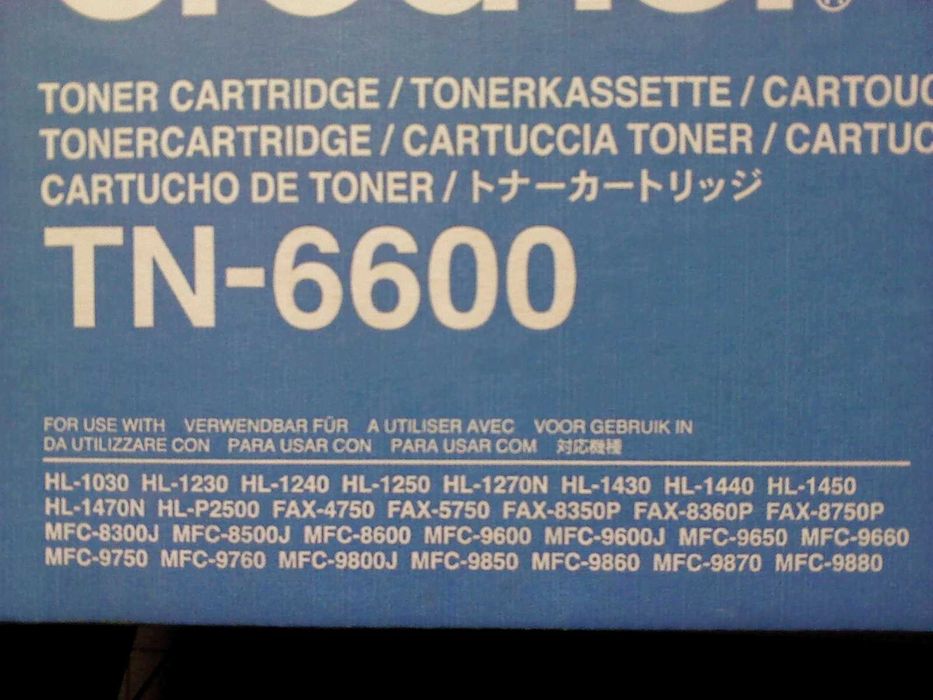 TONER CARTRIDGE / TONERKASSETTE / CARTOUC
TONERCARTRIDGE / CARTUCCIA TONER / CARTUC
CARTUCHO DE TONER / トナーカートリッジ
TN-6600
FOR USE WITH VERWENDBAR FÜR A UTILISER AVEC VOOR GEBRUIK IN
DA UTILIZZARE CON PARA USAR CON PARA USAR COM 対応機種
HL-1030 HL-1230 HL-1240 HL-1250 HL-1270N HL-1430 HL-1440 HL-1450
HL-1470N HL-P2500 FAX-4750 FAX-5750 FAX-8350P FAX-8360P FAX-8750P
MFC-8300J MFC-8500J MFC-8600 MFC-9600 MFC-9600J MFC-9650 MFC-9660
MFC-9750 MFC-9760 MFC-9800J MFC-9850 MFC-9860 MFC-9870 MFC-9880